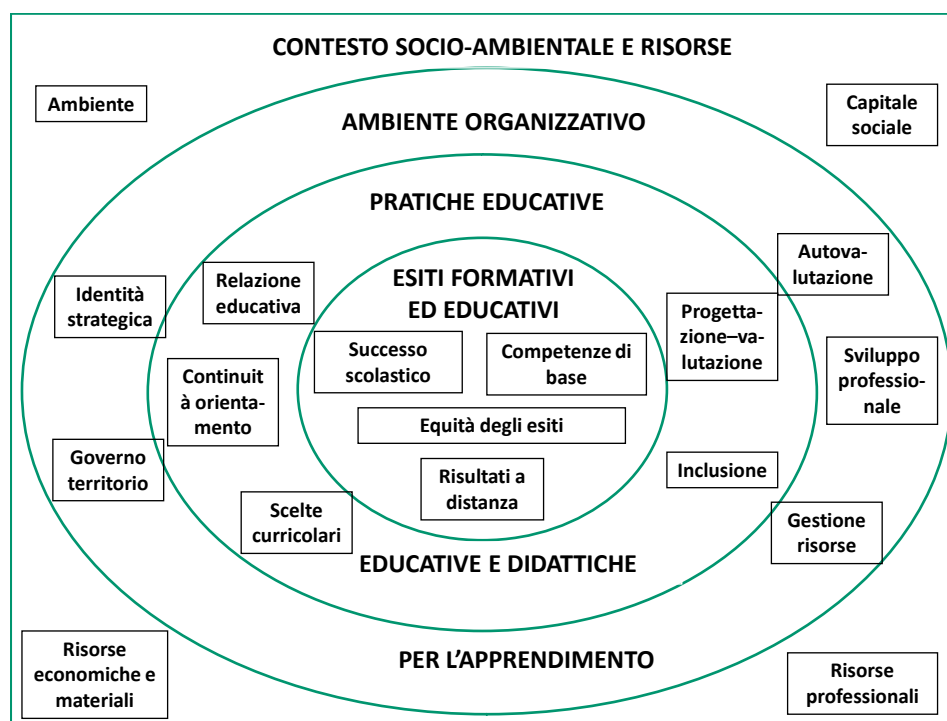 CONTESTO SOCIO-AMBIENTALE E RISORSE
Ambiente
Capitale
sociale
AMBIENTE ORGANIZZATIVO
PRATICHE EDUCATIVE
Autova-
lutazione
Identità
strategica
Relazione
educativa
ESITI FORMATIVI
ED EDUCATIVI
Progetta-
zione–va-
lutazione
Successo
scolastico
Competenze di
base
Sviluppo
professio-
nale
Continuit
à orienta-
mento
Equità degli esiti
Governo
territorio
Risultati a
distanza
Inclusione
Scelte
curricolari
Gestione
risorse
EDUCATIVE E DIDATTICHE
Risorse
economiche e
materiali
PER L’APPRENDIMENTO
Risorse
professionali